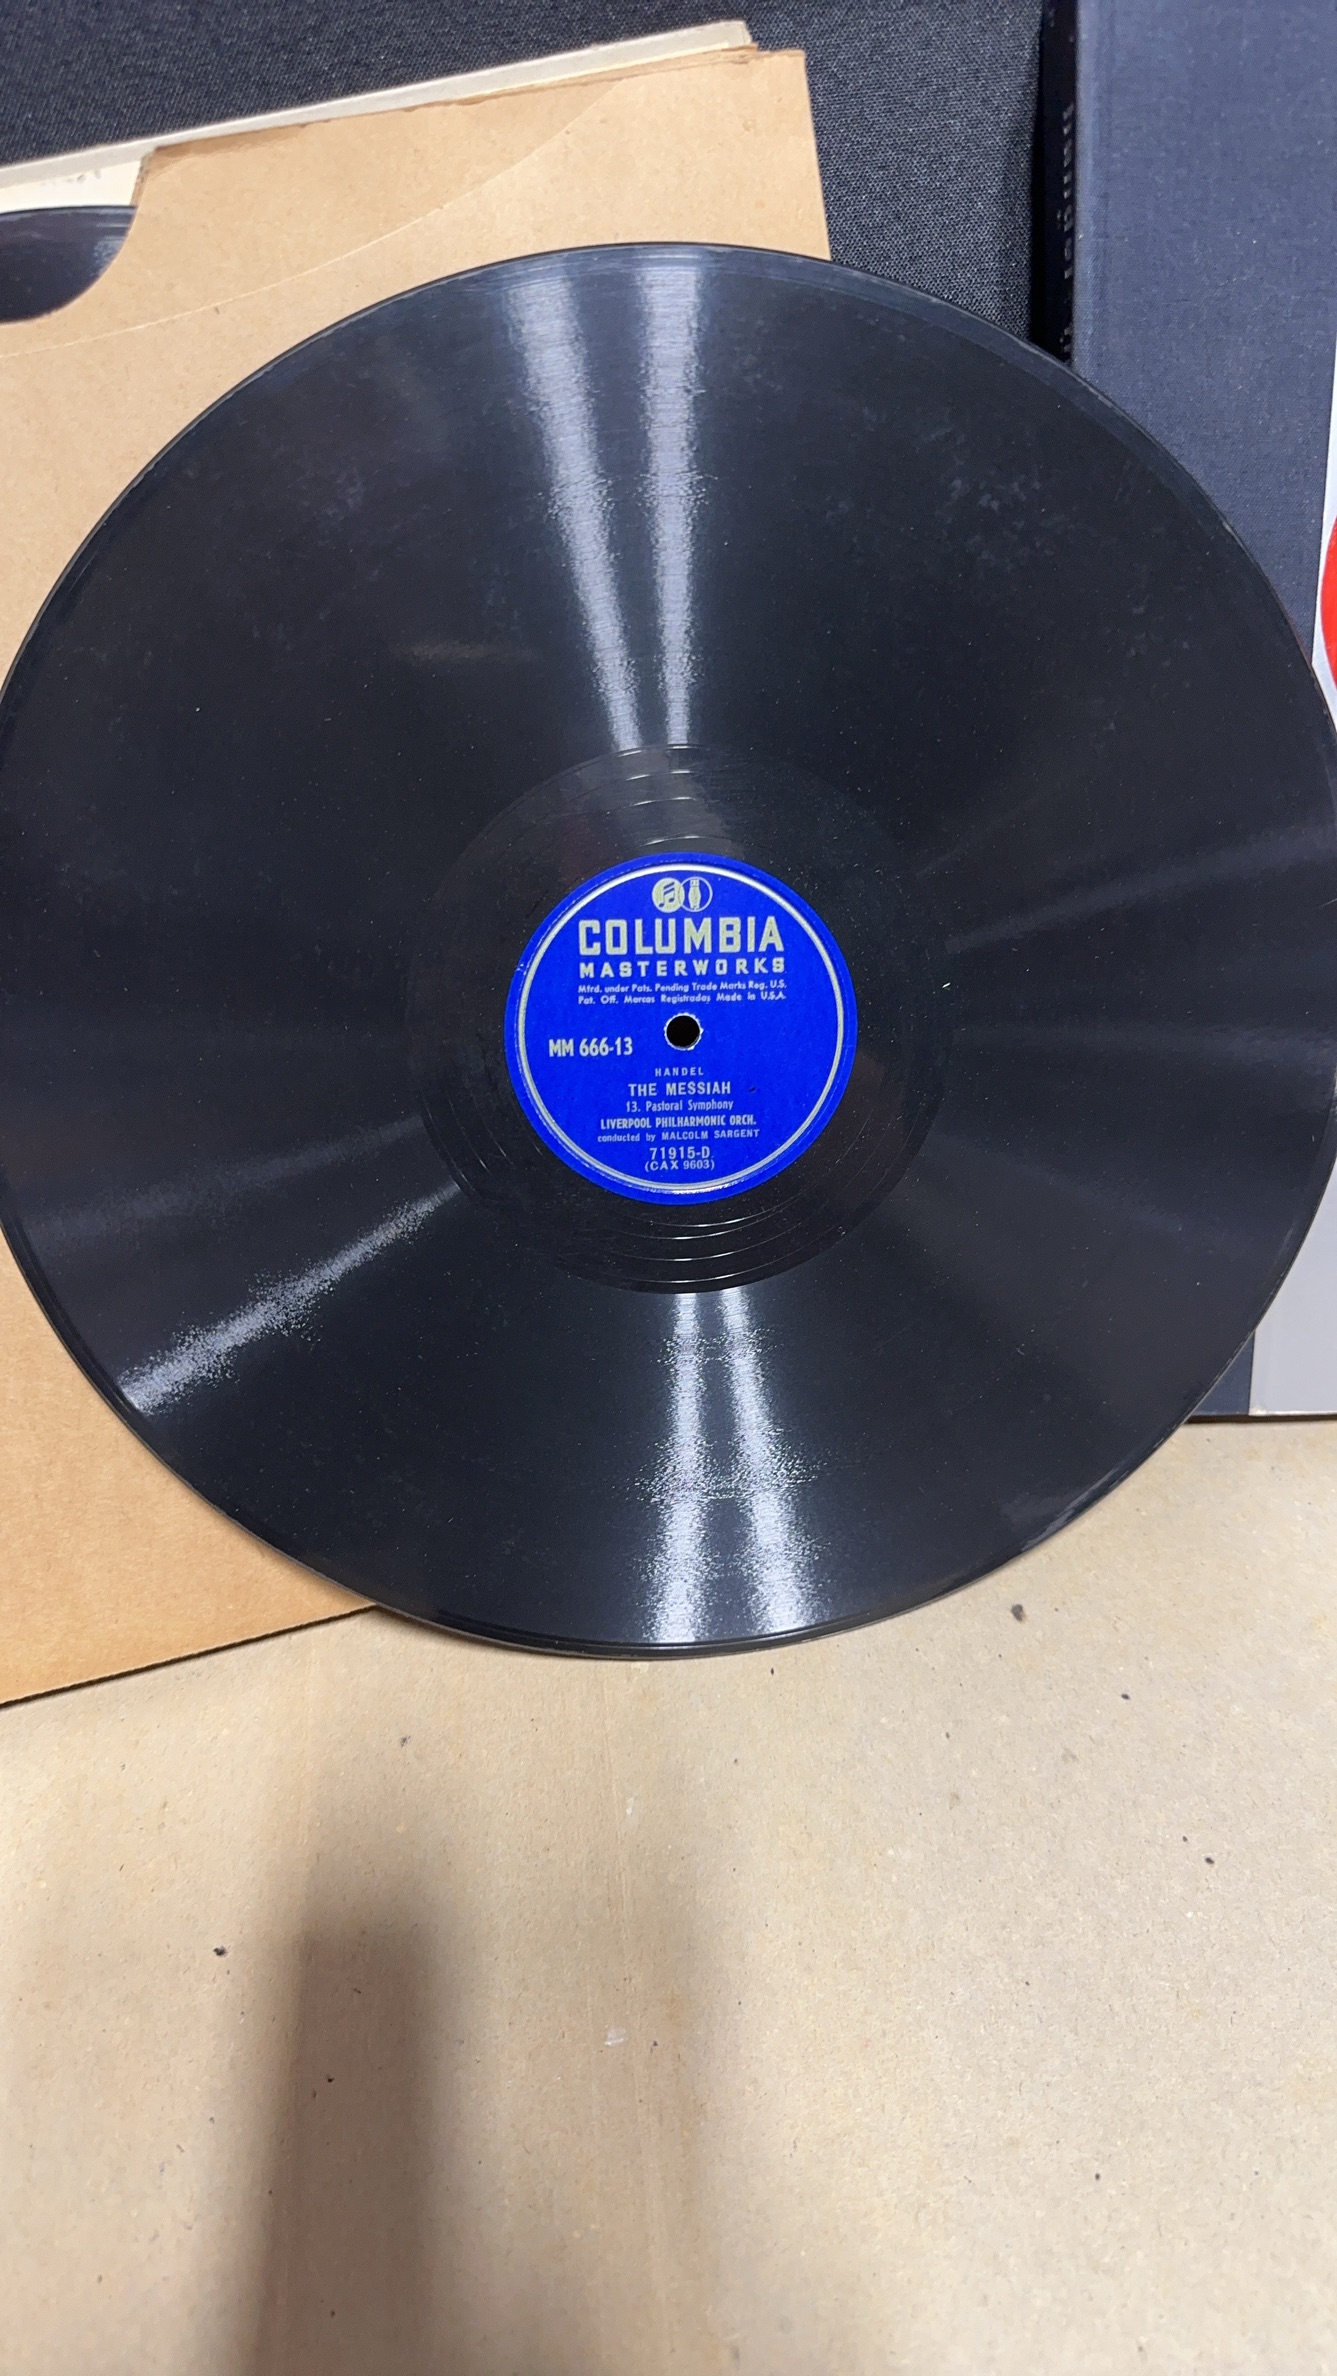 COLUMBIA
MASTERWORKS
Mfrd. under Pats. Pending Trade Marks Reg. U.S.
Pat. Off. Marcas Registradas Made in U.S.A.
MM 666-13
HANDEL
THE MESSIAH
13. Pastoral Symphony
LIVERPOOL PHILHARMONIC ORCH.
conducted by MALCOLM SARGENT
71915-D
(CAX 9603)